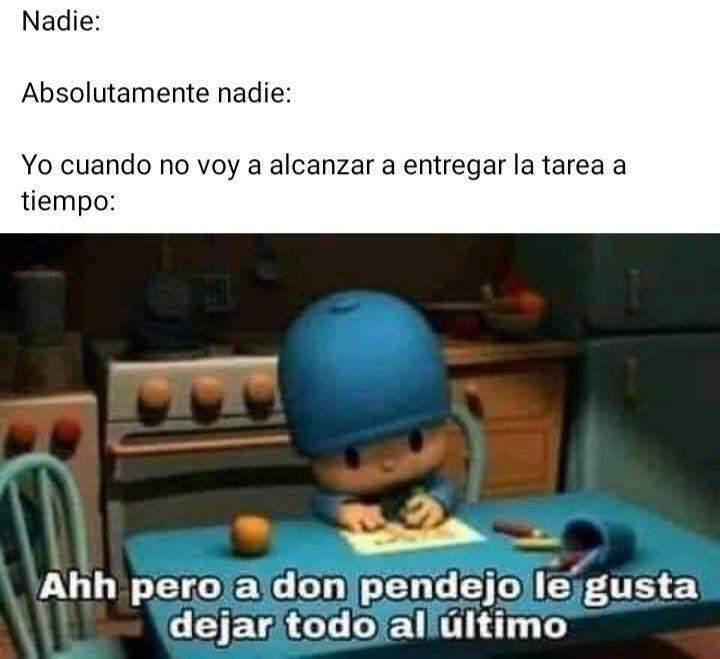 Nadie:
Absolutamente nadie:
Yo cuando no voy a alcanzar a entregar la tarea a
tiempo:
Ahh pero a don pendejo le gusta
dejar todo al último